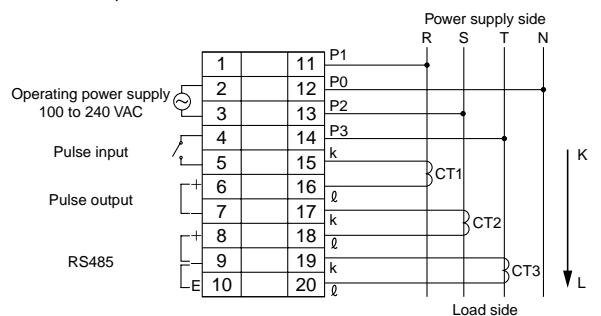 Power supply side
R S T N
1 11 P1
2 12 P0
Operating power supply
100 to 240 VAC
3 13 P2
4 14 P3
Pulse input
5 15 k
CT1
K
+ 6 16 ℓ
Pulse output
7 17 k
CT2
+ 8 18 ℓ
RS485
9 19 k
CT3
E 10 20 ℓ
L
Load side